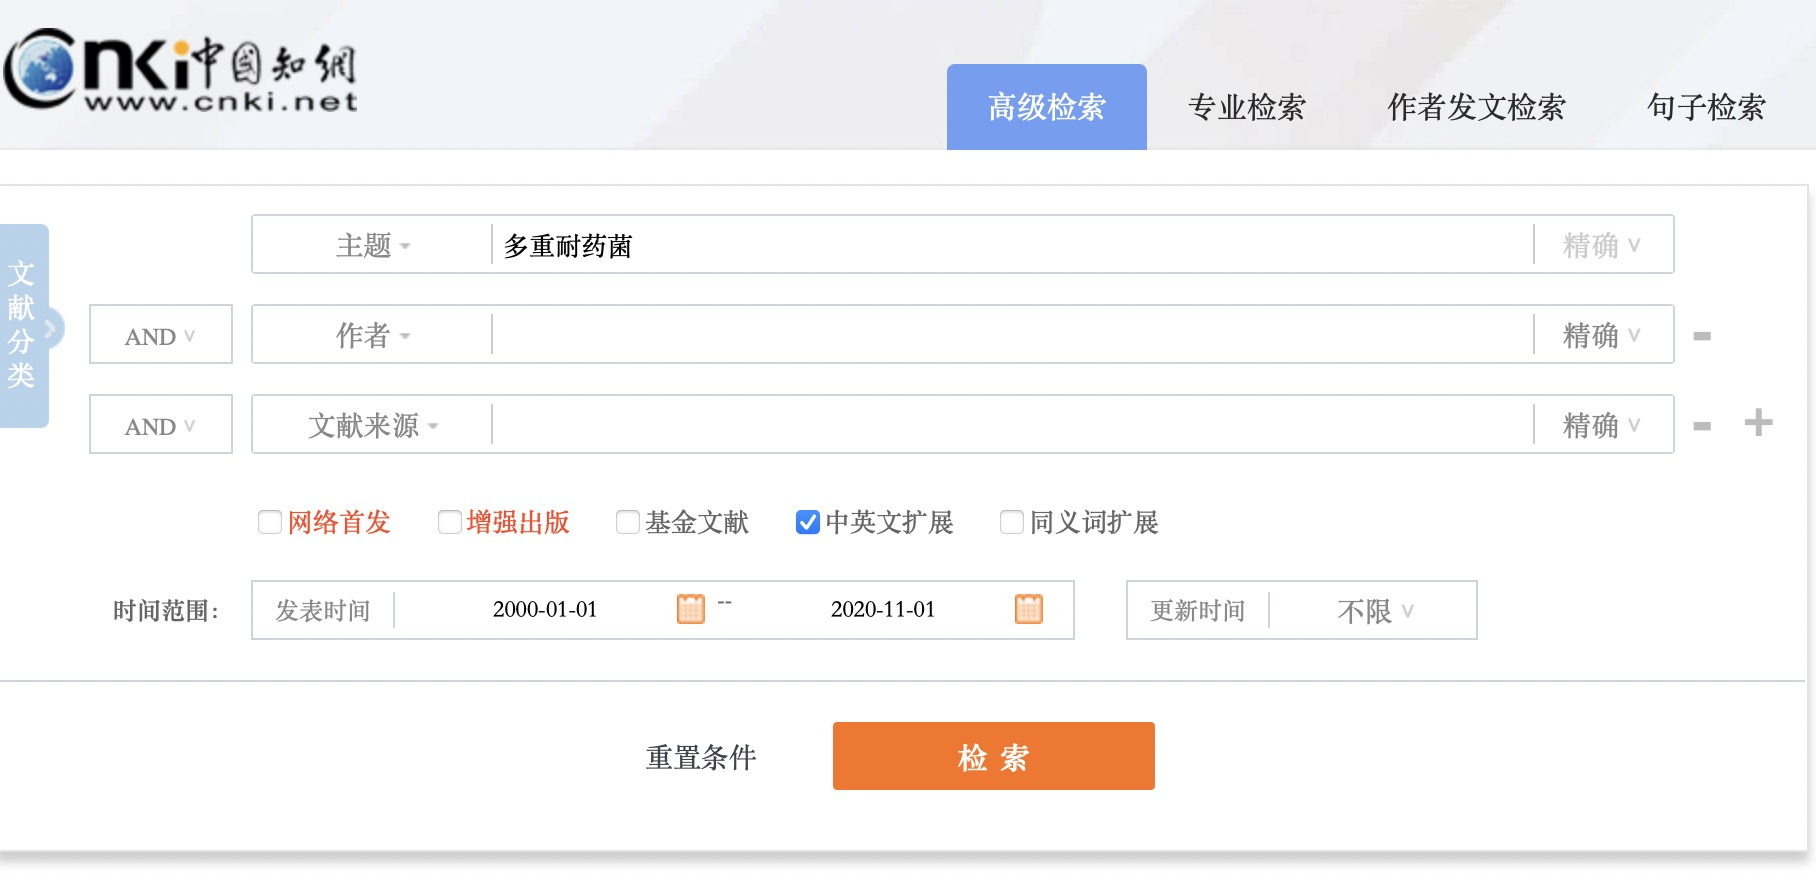 cnki中国知網
www.cnki.net
高级检索 专业检索 作者发文检索 句子检索
文献分类
主题 多重耐药菌 精确
AND 作者 精确
AND 文献来源 精确
网络首发 增强出版 基金文献 中英文扩展 同义词扩展
时间范围: 发表时间 2000-01-01 -- 2020-11-01 更新时间 不限
重置条件 检 索